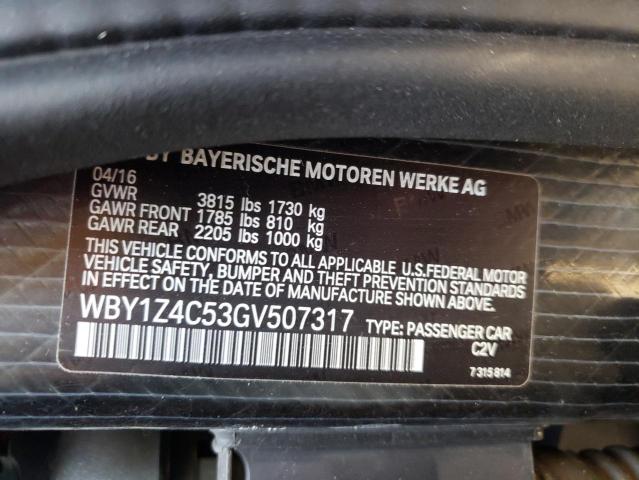 BY BAYERISCHE MOTOREN WERKE AG
04/16
GVWR 3815 lbs 1730 kg
GAWR FRONT 1785 lbs 810 kg
GAWR REAR 2205 lbs 1000 kg
THIS VEHICLE CONFORMS TO ALL APPLICABLE U.S.FEDERAL MOTOR
VEHICLE SAFETY, BUMPER AND THEFT PREVENTION STANDARDS
IN EFFECT ON THE DATE OF MANUFACTURE SHOWN ABOVE.
WBY1Z4C53GV507317 TYPE: PASSENGER CAR
C2V
7315814